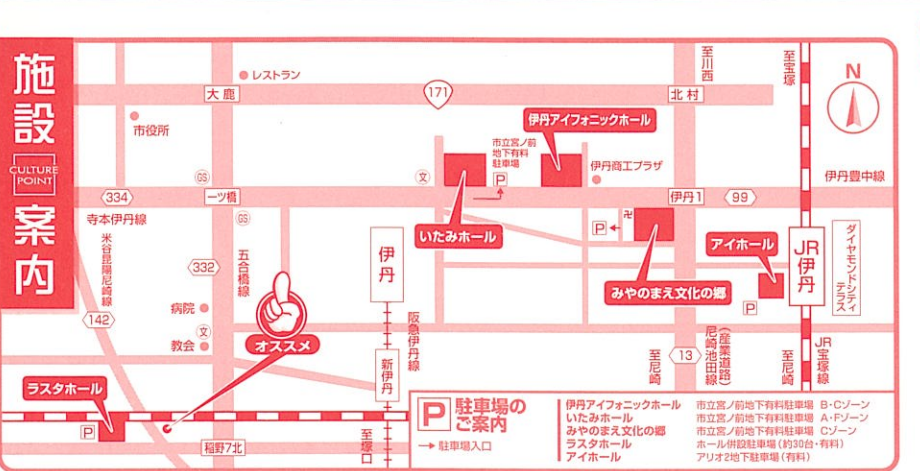 施設
CULTURE
POINT
案内
レストラン
大鹿
171
北村
至川西
至宝塚
N
市役所
伊丹アイフォニックホール
市立宮ノ前
地下有料
駐車場
P
伊丹商工プラザ
GS
文
334
一ツ橋
伊丹1
99
伊丹豊中線
寺本伊丹線
GS
いたみホール
P
卍
みやのまえ文化の郷
アイホール
P
JR伊丹
ダイヤモンドシティ
テラス
米谷昆陽尼崎線
332
五合橋線
伊丹
142
病院
文
教会
オススメ
阪急伊丹線
新伊丹
至塚口
至尼崎
13
尼崎池田線
(産業道路)
至尼崎
JR宝塚線
ラスタホール
P
稲野7北
P 駐車場の
ご案内
→ 駐車場入口
伊丹アイフォニックホール 市立宮ノ前地下有料駐車場 B・Cゾーン
いたみホール 市立宮ノ前地下有料駐車場 A・Fゾーン
みやのまえ文化の郷 市立宮ノ前地下有料駐車場 Cゾーン
ラスタホール ホール併設駐車場(約30台・有料)
アイホール アリオ2地下駐車場(有料)